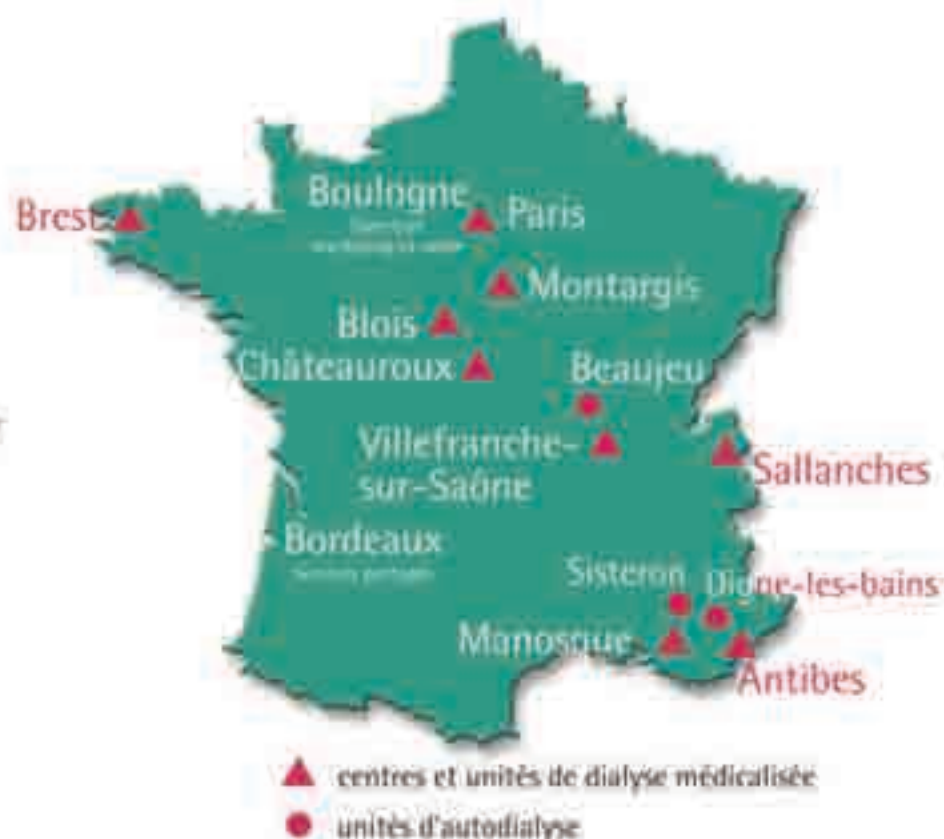 Boulogne
Brest
Paris
Montargis
Blois
Châteauroux
Beaujeu
Villefranche-
sur-Saône
Sallanches
Bordeaux
Sisteron
Digne-les-bains
Manosque
Antibes
centres et unités de dialyse médicalisée
unités d'autodialyse